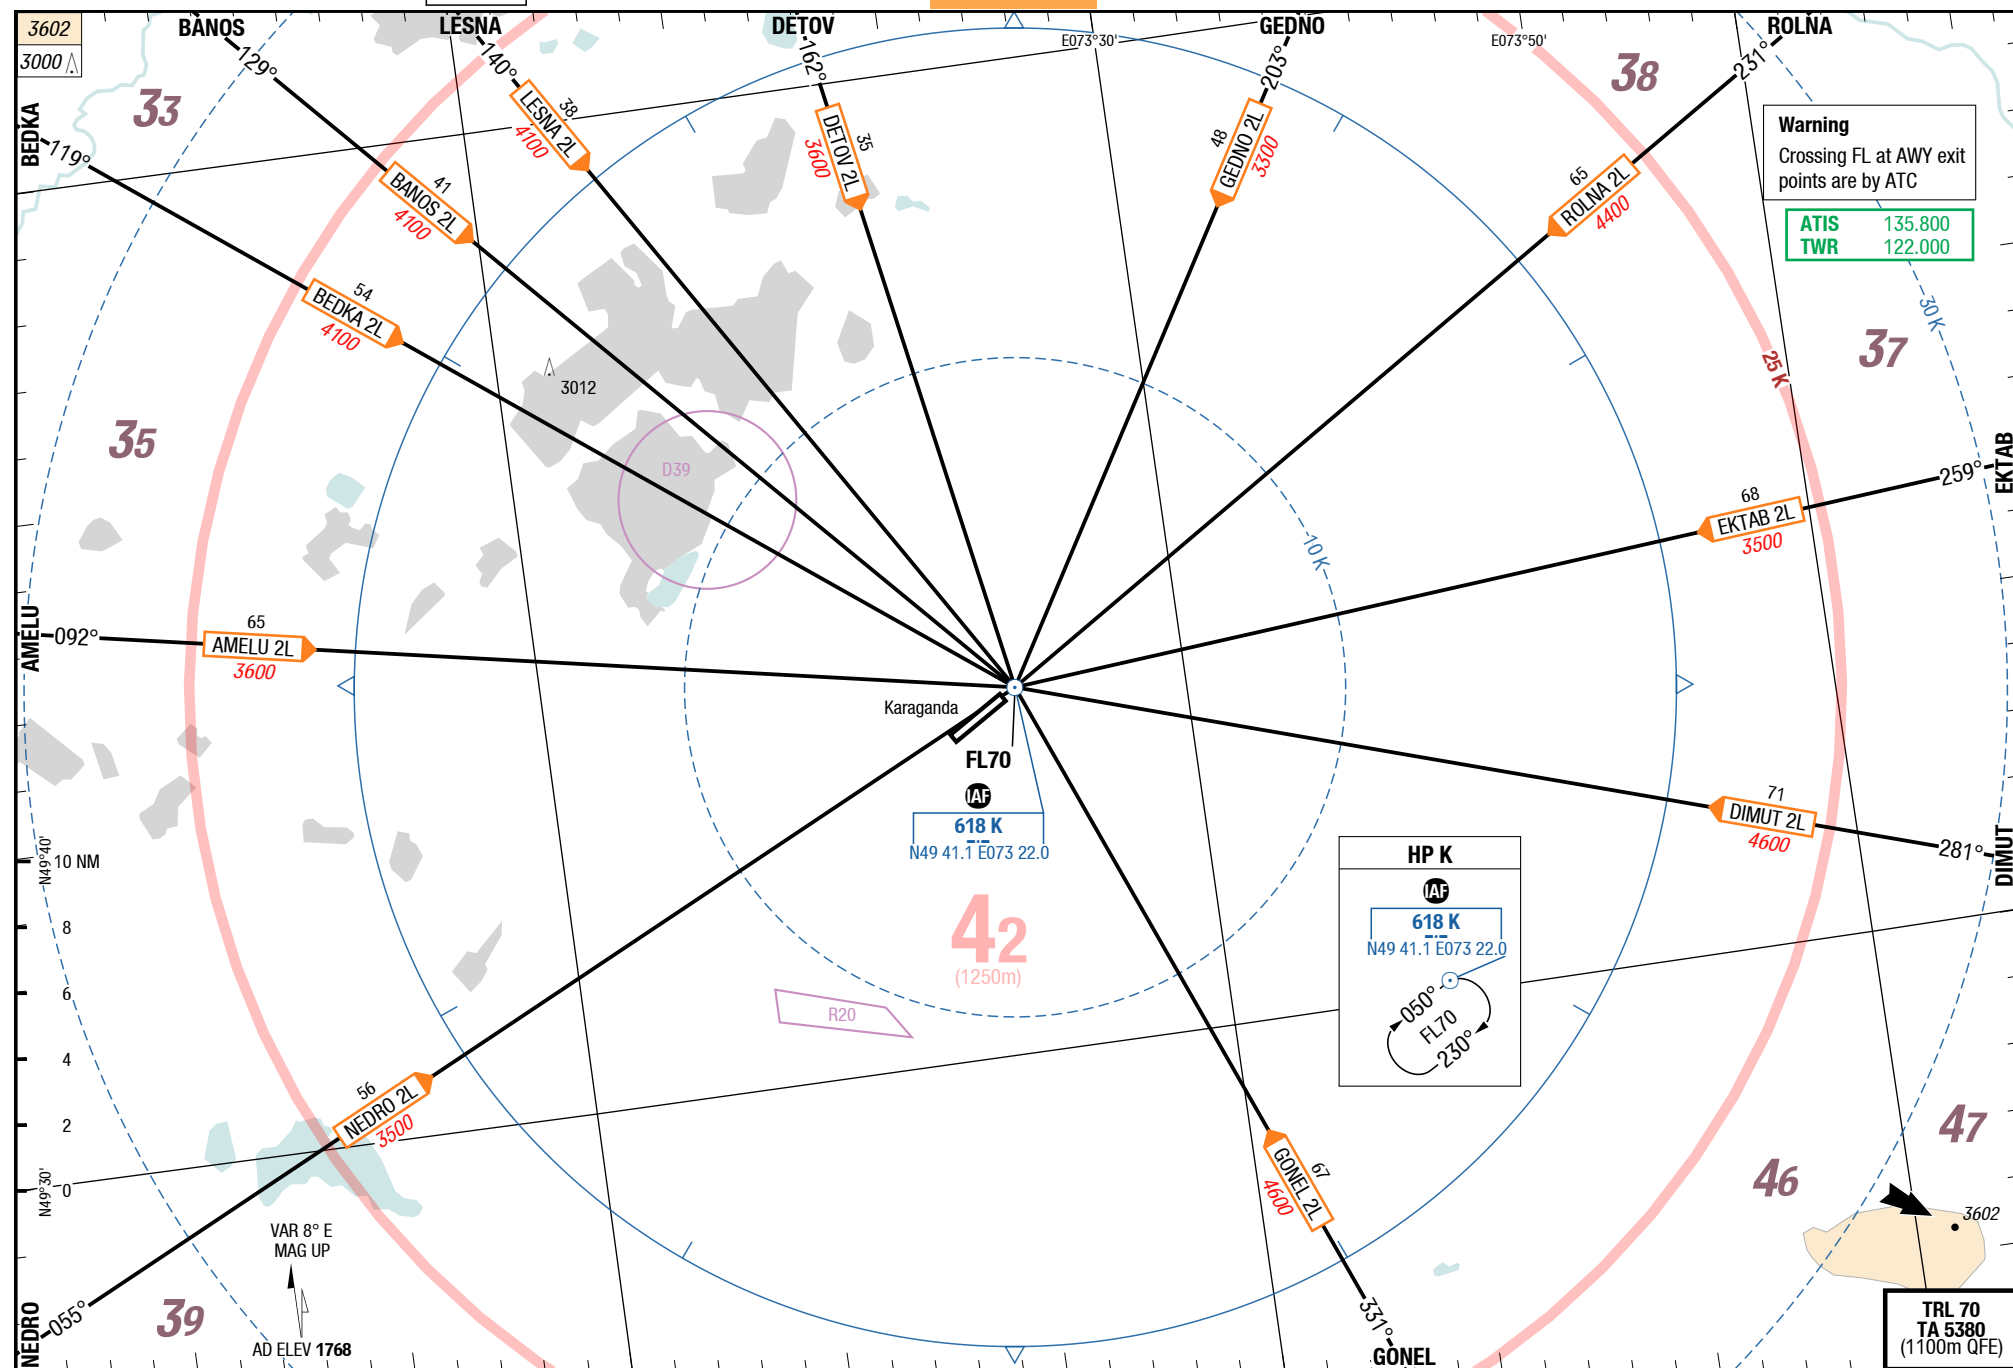 3602
3000
BANOS
LESNA
DETOV
GEDNO
ROLNA
E073°30'
E073°50'
129°
140°
162°
203°
231°
33
38
BEDKA
119°
38
LESNA 2L
4100
35
DETOV 2L
3600
48
GEDNO 2L
3300
65
ROLNA 2L
4400
Warning
Crossing FL at AWY exit
points are by ATC
ATIS 135.800
TWR 122.000
41
BANOS 2L
4100
54
BEDKA 2L
4100
30 K
37
25 K
3012
35
D39
10 K
259°
EKTAB
68
EKTAB 2L
3500
AMELU
092°
65
AMELU 2L
3600
Karaganda
FL70
IAF
618 K
N49 41.1 E073 22.0
71
DIMUT 2L
4600
281°
DIMUT
HP K
IAF
618 K
N49 41.1 E073 22.0
050°
FL70
230°
42
(1250m)
R20
N49°40'
10 NM
8
6
4
2
0
N49°30'
56
NEDRO 2L
3500
67
GONEL 2L
4600
47
46
3602
VAR 8° E
MAG UP
AD ELEV 1768
39
NEDRO
055°
331°
GONEL
TRL 70
TA 5380
(1100m QFE)